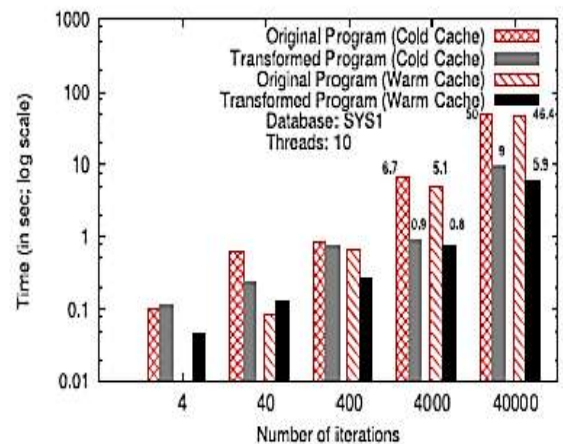 1000
100
10
1
0.1
0.01
Time (in sec; log scale)
Original Program (Cold Cache)
Transformed Program (Cold Cache)
Original Program (Warm Cache)
Transformed Program (Warm Cache)
Database: SYS1
Threads: 10
6.7
0.9
5.1
0.8
50
9
46.4
5.9
4
40
400
4000
40000
Number of iterations